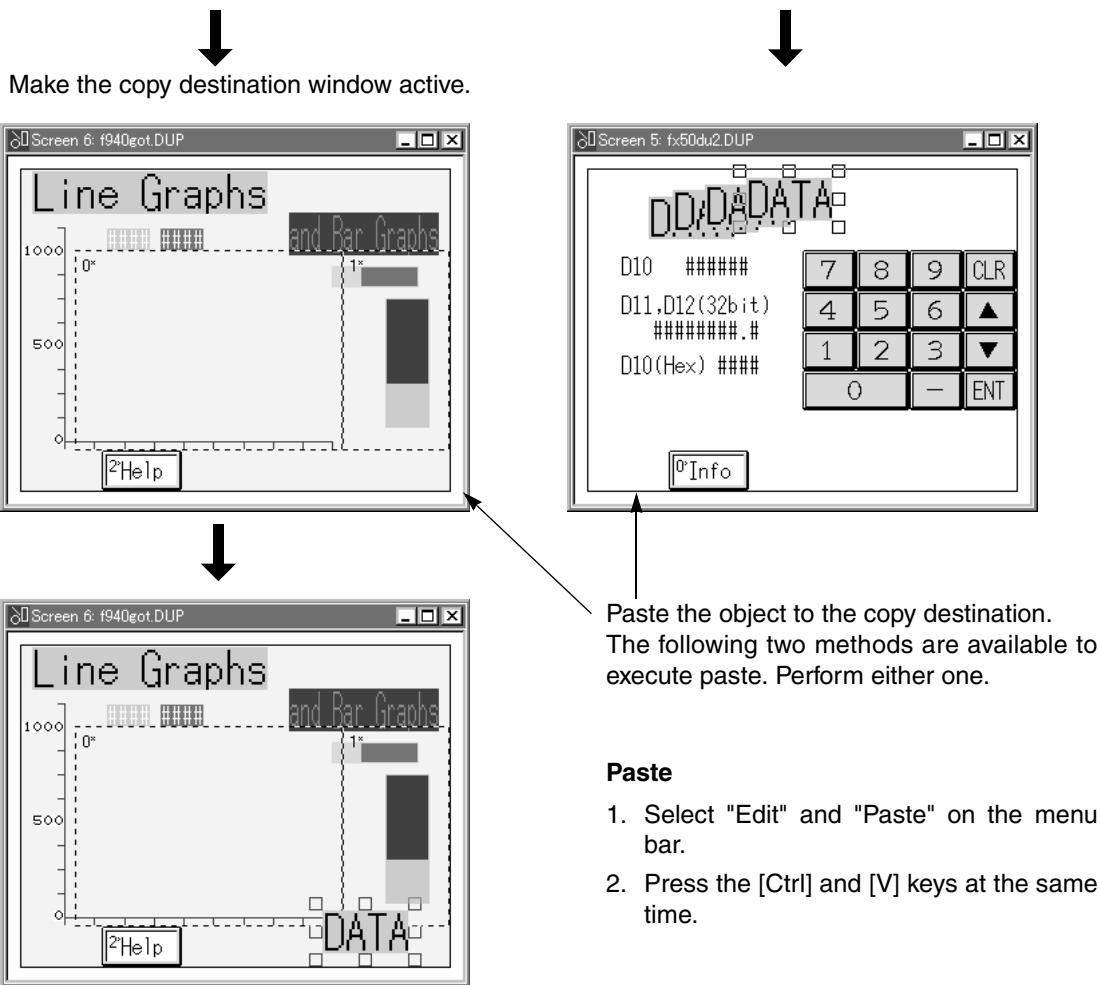 Make the copy destination window active.
Screen 6: f940got.DUP
Line Graphs
and Bar Graphs
1000
0*
1*
500
0
2*Help
Screen 5: fx50du2.DUP
D
D/
DA
DATA
D10 ######
D11,D12(32bit)
########.#
D10(Hex) ####
7 8 9 CLR
4 5 6 ▲
1 2 3 ▼
0 – ENT
0*Info
Screen 6: f940got.DUP
Line Graphs
and Bar Graphs
1000
0*
1*
500
0
DATA
2*Help
Paste the object to the copy destination.
The following two methods are available to
execute paste. Perform either one.
Paste
1. Select "Edit" and "Paste" on the menu
bar.
2. Press the [Ctrl] and [V] keys at the same
time.